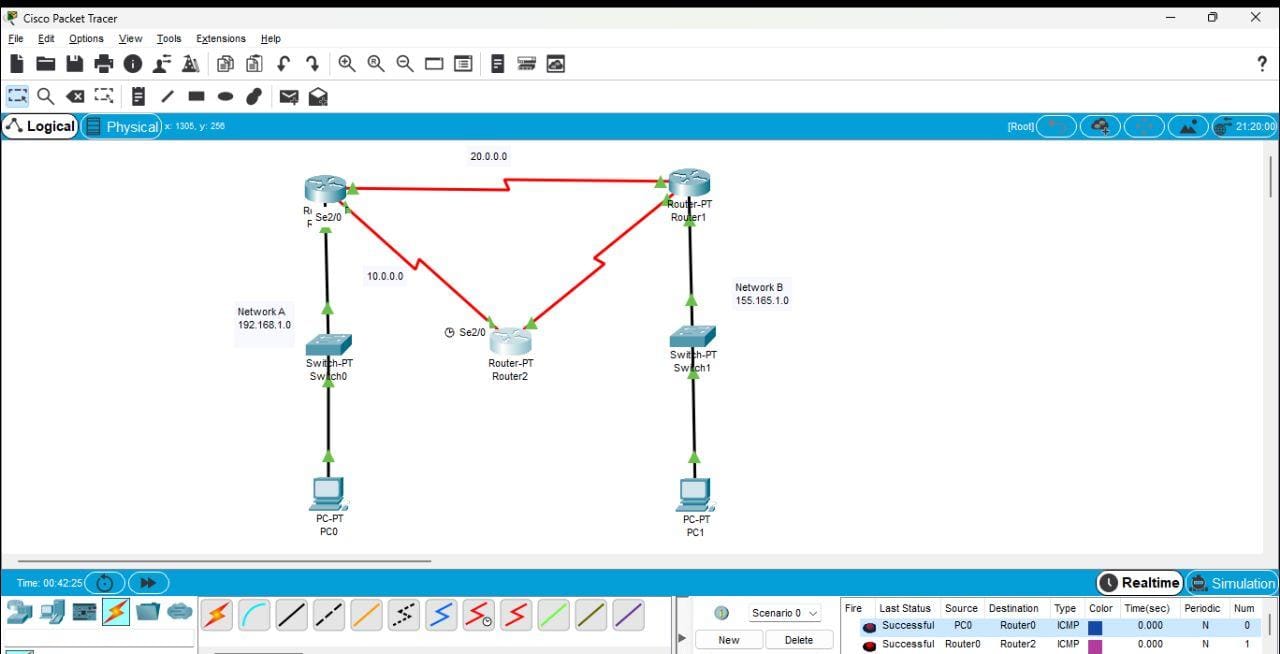 Cisco Packet Tracer
File Edit Options View Tools Extensions Help
?
Logical Physical x: 1305, y: 256 [Root] 21:20:00
20.0.0.0
Se2/0
Router-PT
Router1
10.0.0.0
Network A
192.168.1.0
Network B
155.165.1.0
Se2/0
Router-PT
Router2
Switch-PT
Switch0
Switch-PT
Switch1
PC-PT
PC0
PC-PT
PC1
Time: 00:42:25 Realtime Simulation
Scenario 0
New Delete
Fire Last Status Source Destination Type Color Time(sec) Periodic Num
Successful PC0 Router0 ICMP 0.000 N 0
Successful Router0 Router2 ICMP 0.000 N 1